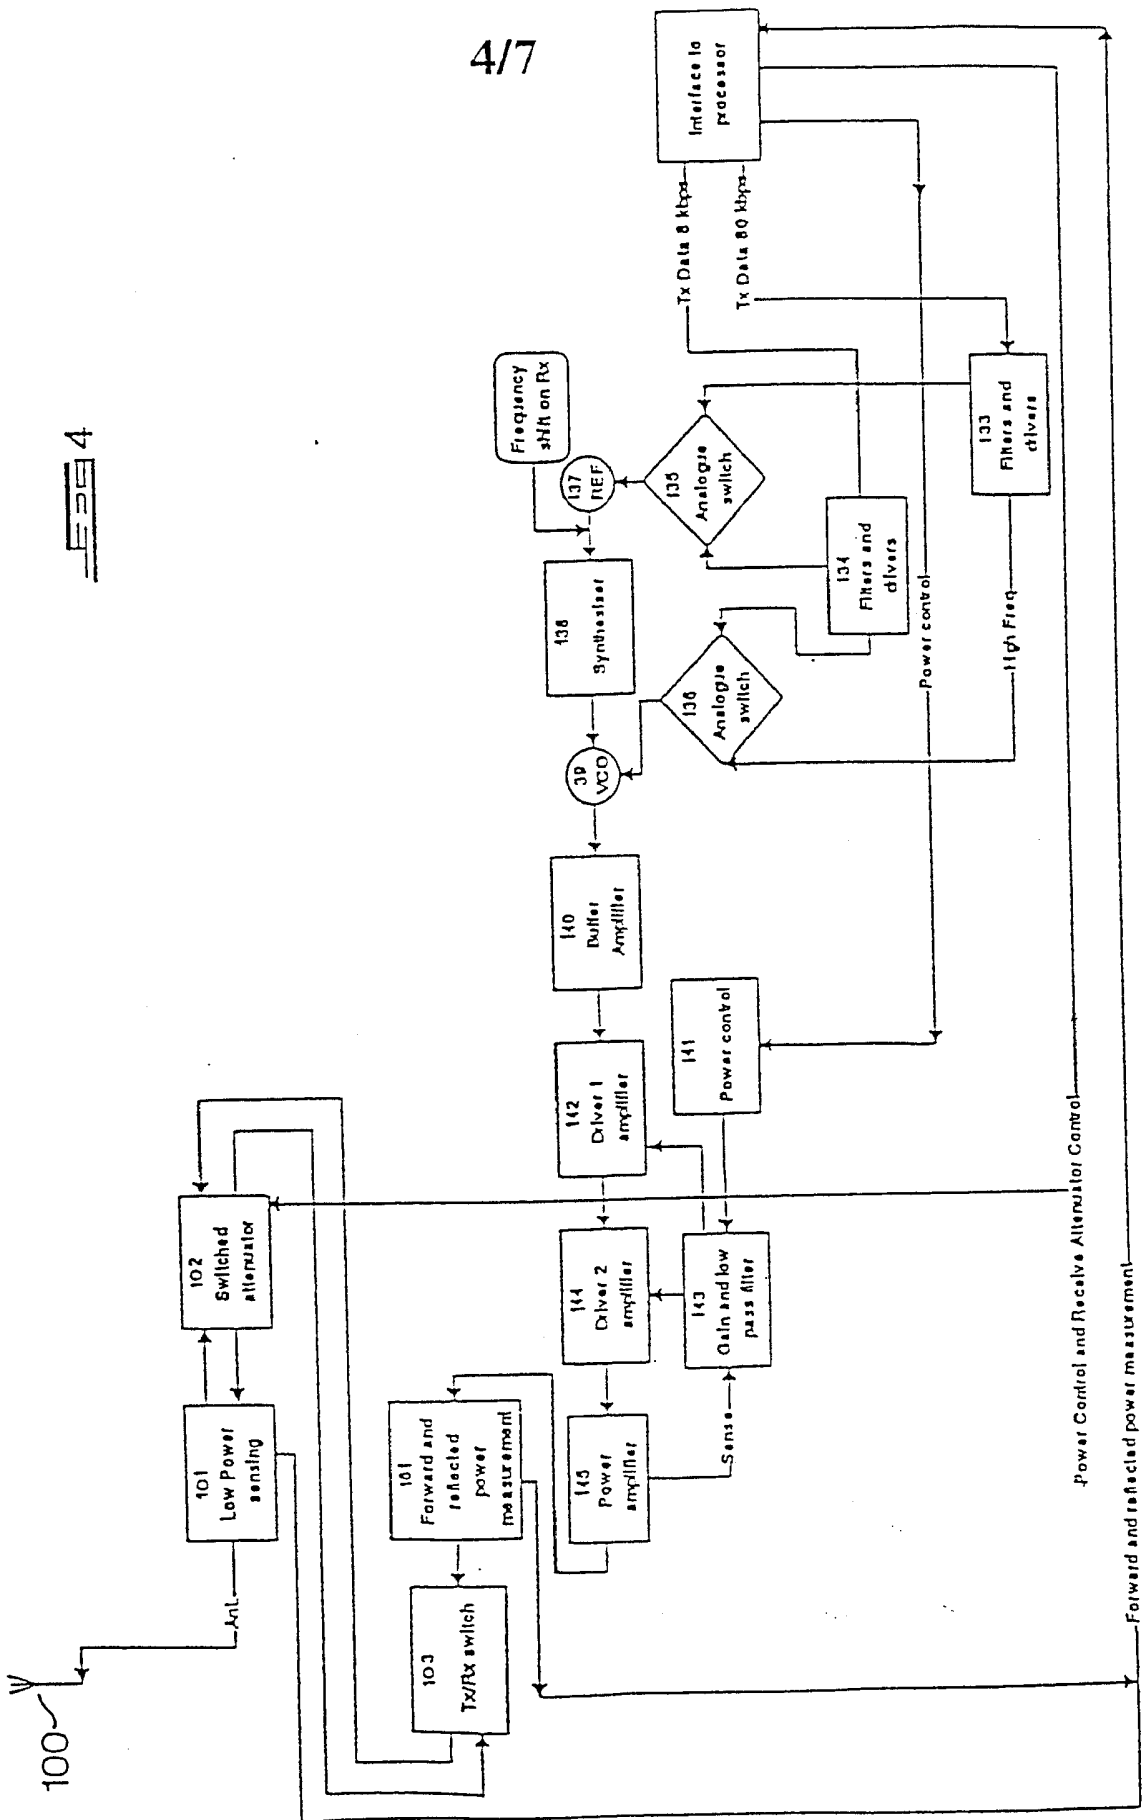 4/7
FIG 4
100
Ant.
101
Low Power
sensing
102
Switched
attenuator
103
Tx/Rx switch
161
Forward and
reflected
power
measurement
145
Power
amplifier
Sense
144
Driver 2
amplifier
143
Gain and low
pass filter
142
Driver 1
amplifier
141
Power control
140
Buffer
Amplifier
39
VCO
138
Synthesiser
137
REF
Frequency
shift on Rx
136
Analogue
switch
135
Analogue
switch
134
Filters and
drivers
133
Filters and
drivers
Tx Data 8 kbps
Tx Data 80 kbps
Interface to
processor
Power control
High Freq
Power Control and Receive Attenuator Control
Forward and reflected power measurement